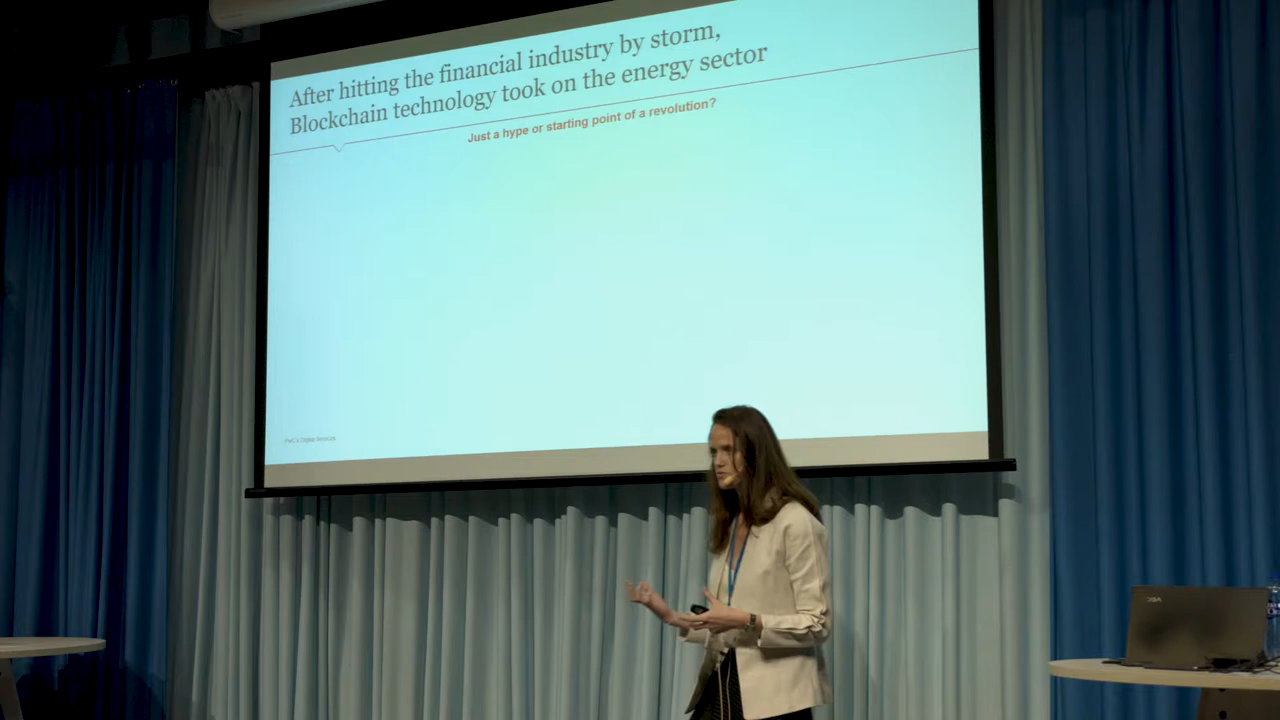 After hitting the financial industry by storm,
Blockchain technology took on the energy sector
Just a hype or starting point of a revolution?